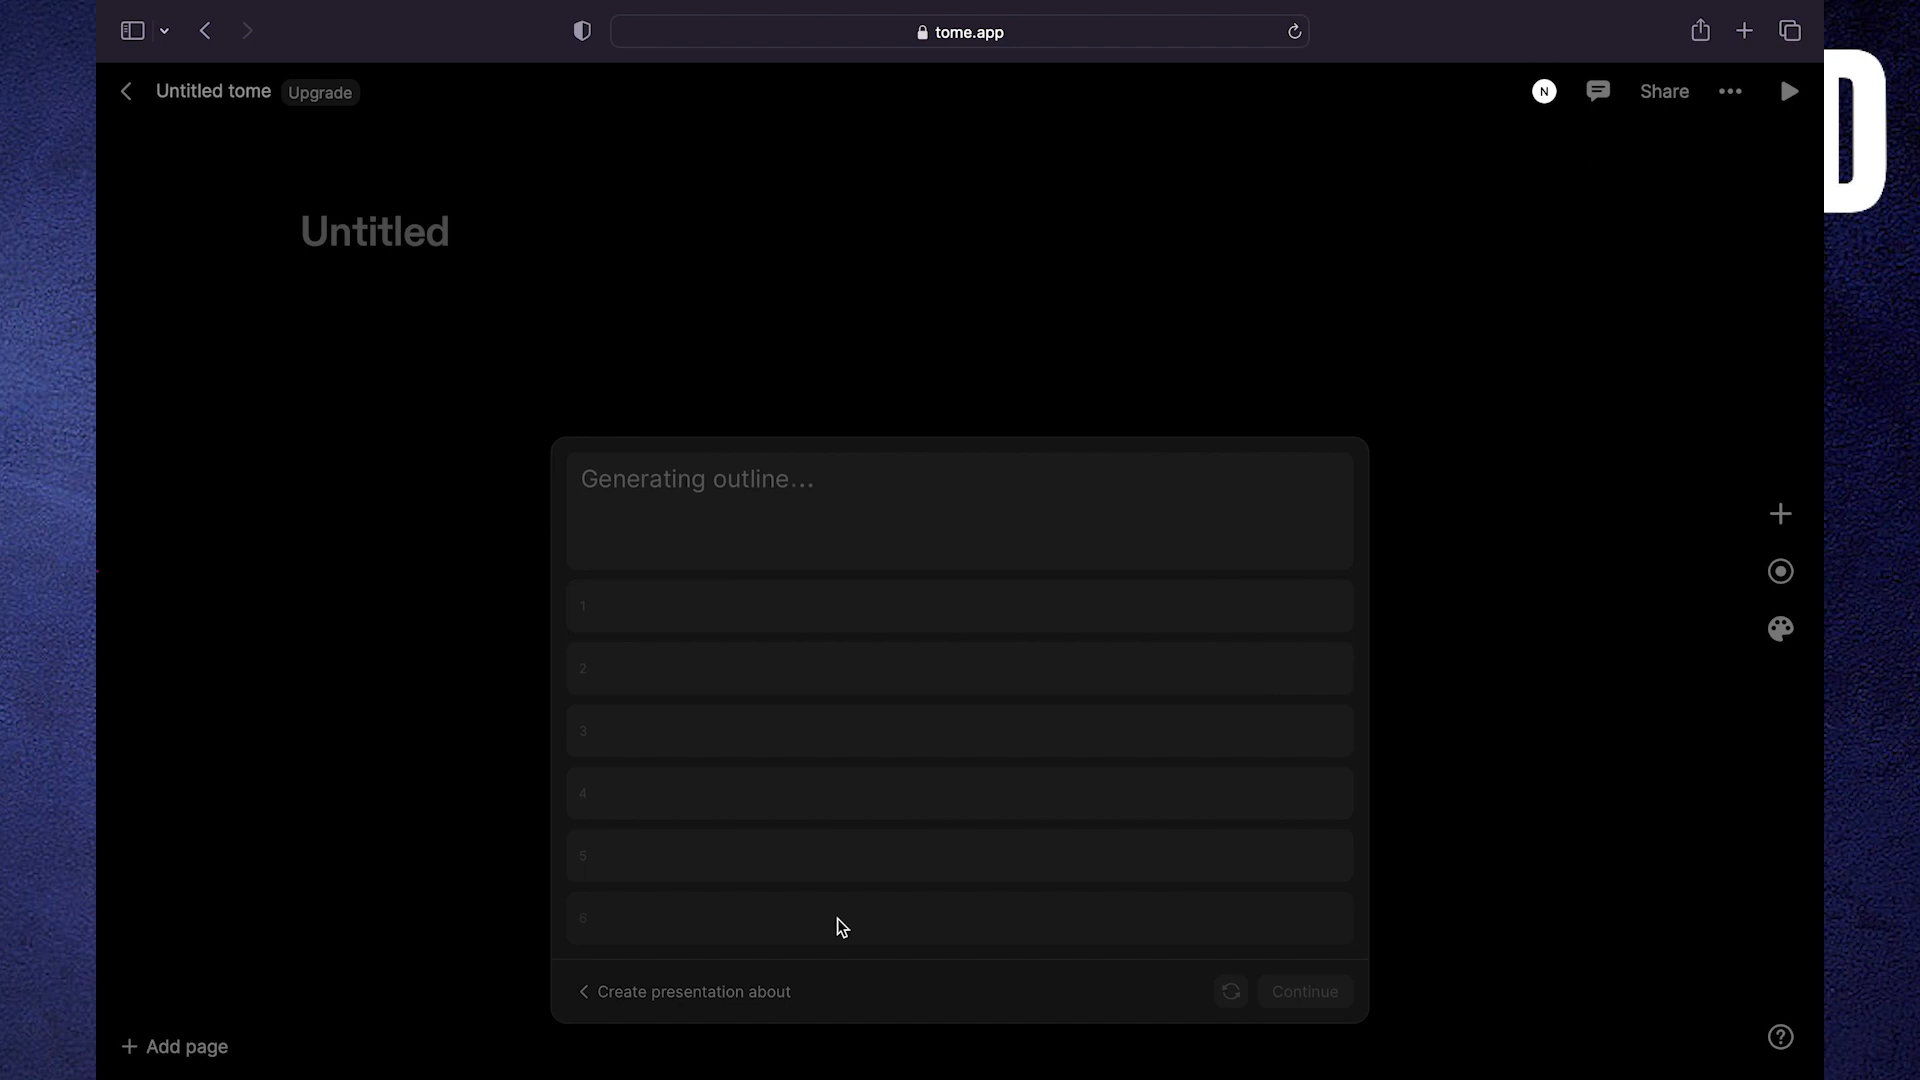 tome.app
Untitled tome Upgrade
N
Share
D
Untitled
Generating outline...
1
2
3
4
5
6
Create presentation about
Continue
Add page